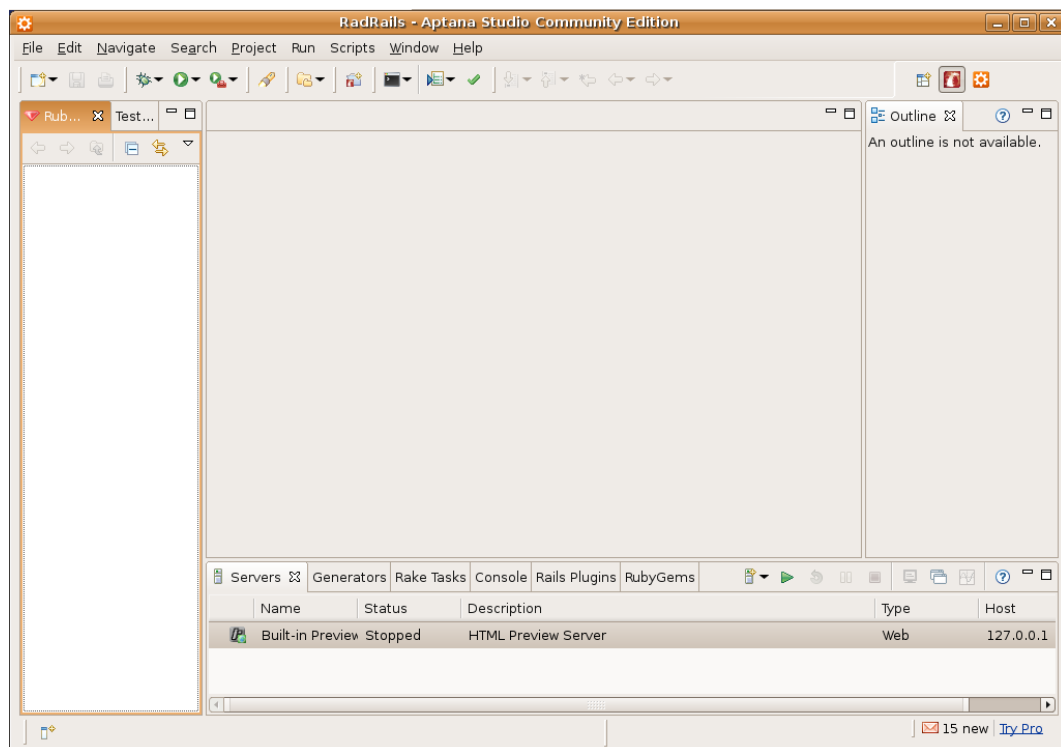 RadRails - Aptana Studio Community Edition
File Edit Navigate Search Project Run Scripts Window Help
Rub... Test...
Outline
An outline is not available.
Servers Generators Rake Tasks Console Rails Plugins RubyGems
Name Status Description Type Host
Built-in Preview Stopped HTML Preview Server Web 127.0.0.1
15 new Try Pro